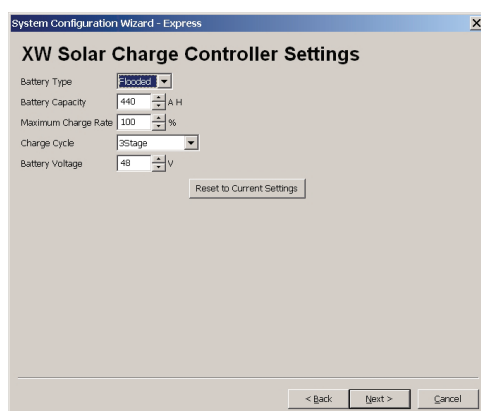 System Configuration Wizard - Express
XW Solar Charge Controller Settings
Battery Type Flooded
Battery Capacity 440 A H
Maximum Charge Rate 100 %
Charge Cycle 3Stage
Battery Voltage 48 V
Reset to Current Settings
< Back Next > Cancel